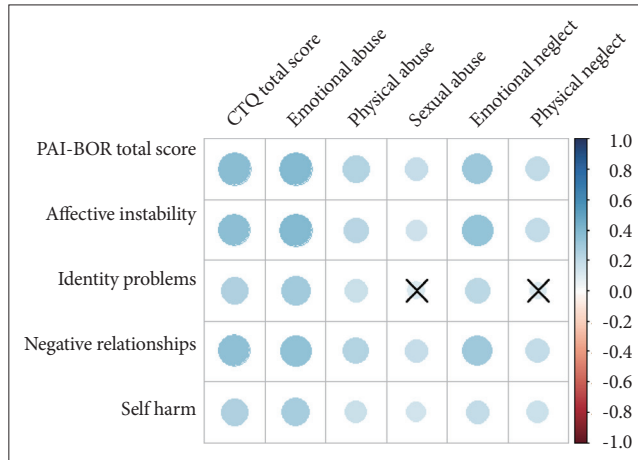 CTQ total score
Emotional abuse
Physical abuse
Sexual abuse
Emotional neglect
Physical neglect
PAI-BOR total score
Affective instability
Identity problems
Negative relationships
Self harm
1.0
0.8
0.6
0.4
0.2
0.0
-0.2
-0.4
-0.6
-0.8
-1.0